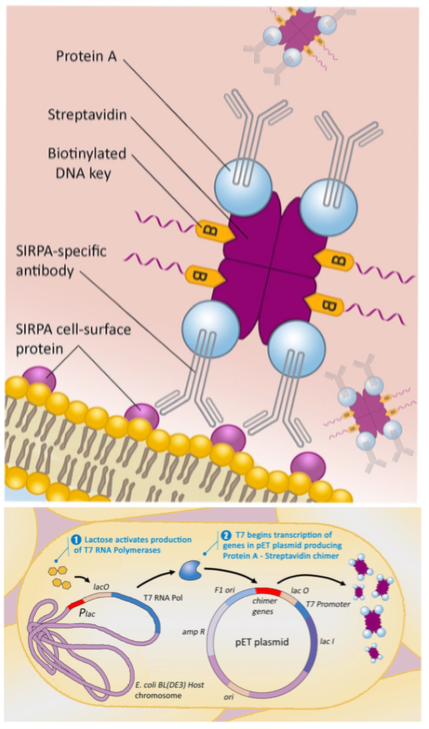 Protein A
Streptavidin
Biotinylated
DNA key
B
B
B
B
SIRPA-specific
antibody
SIRPA cell-surface
protein
1 Lactose activates production
of T7 RNA Polymerases
2 T7 begins transcription of
genes in pET plasmid producing
Protein A - Streptavidin chimer
lacO
Plac
T7 RNA Pol
F1 ori
chimer
genes
lac O
T7 Promoter
amp R
pET plasmid
lac I
ori
E. coli BL(DE3) Host
chromosome